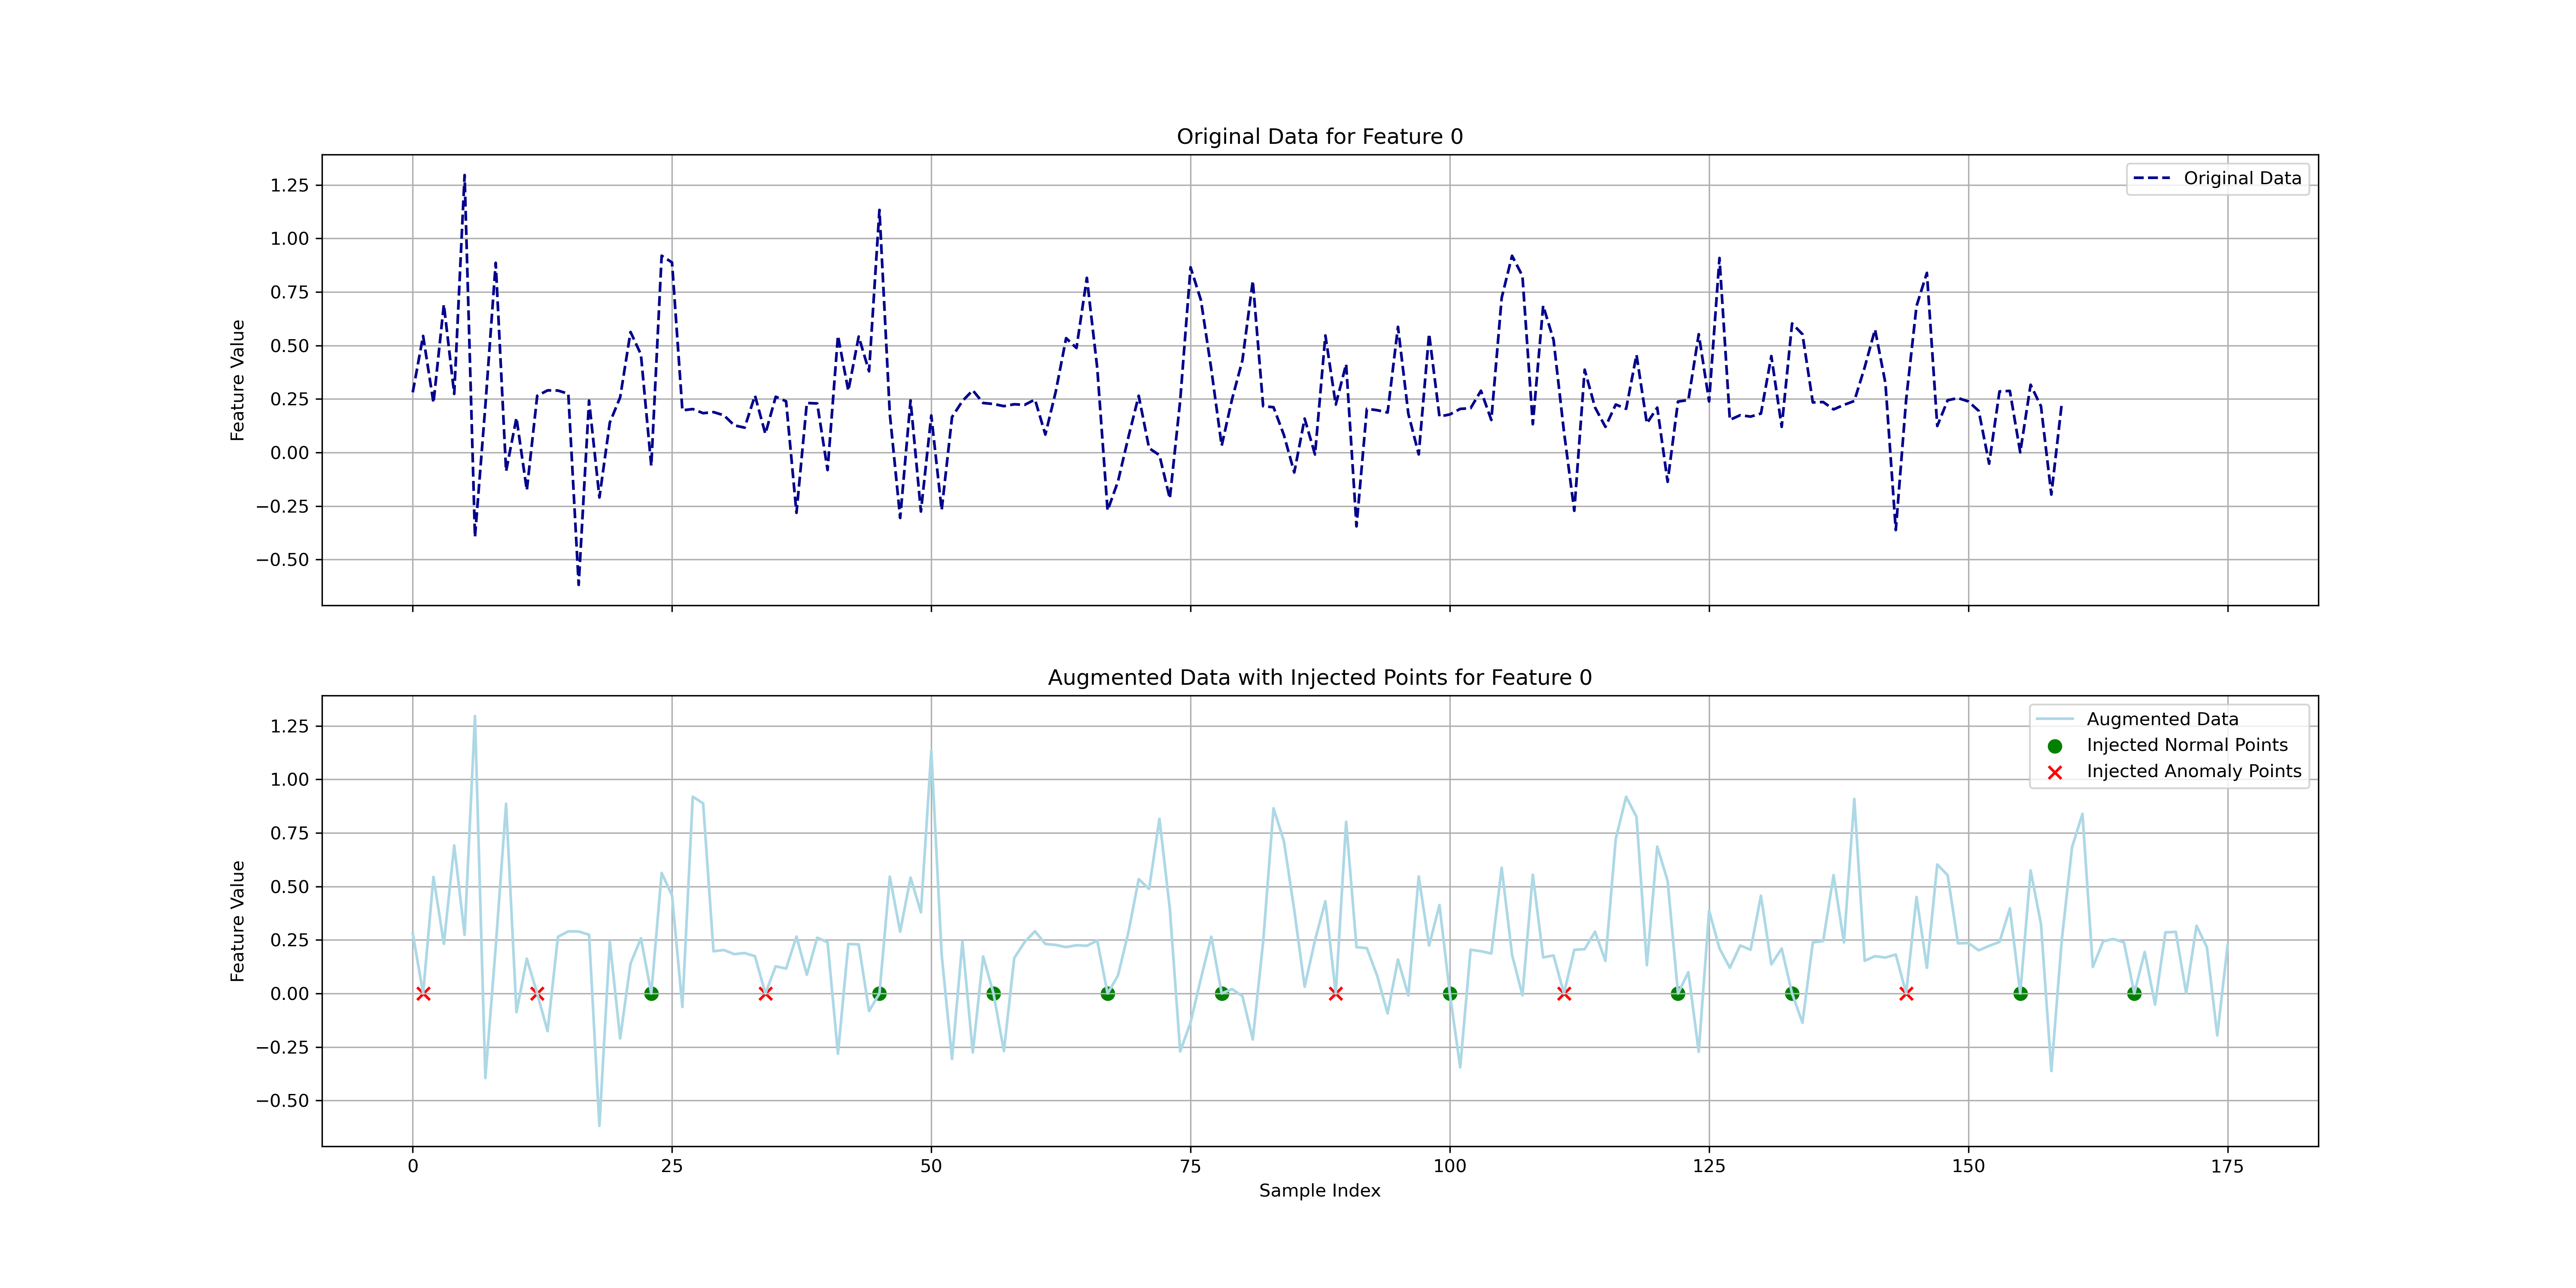 Original Data for Feature 0
1.25
1.00
0.75
0.50
0.25
0.00
−0.25
−0.50
Feature Value
Original Data
Augmented Data with Injected Points for Feature 0
1.25
1.00
0.75
0.50
0.25
0.00
−0.25
−0.50
Feature Value
Augmented Data
Injected Normal Points
Injected Anomaly Points
0 25 50 75 100 125 150 175
Sample Index